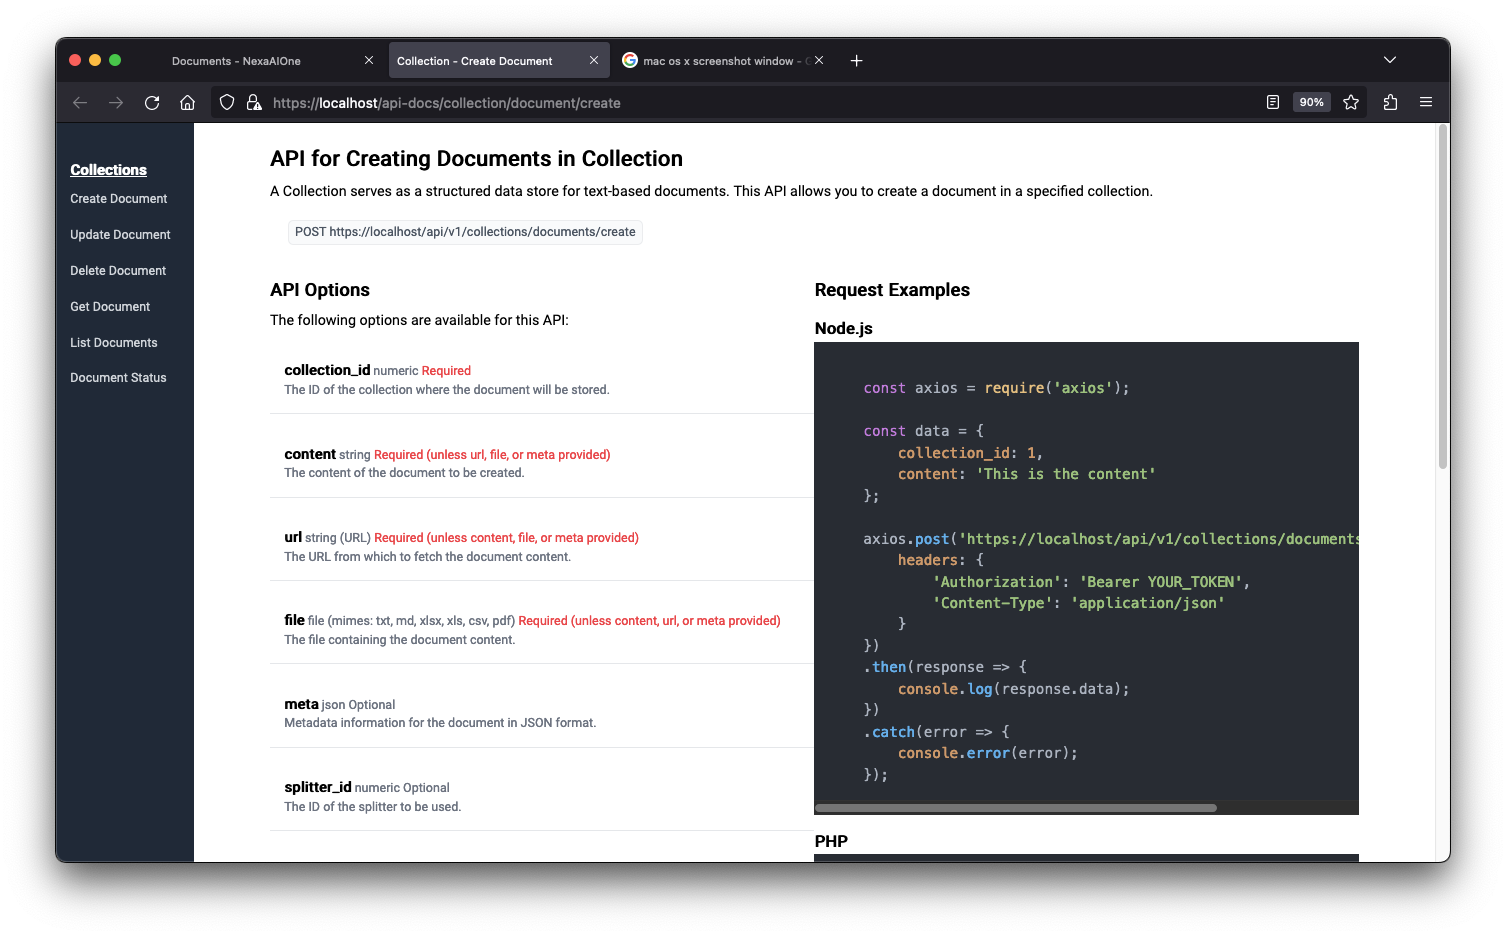 Documents - NexaAIOne
Collection - Create Document
mac os x screenshot window -
https://localhost/api-docs/collection/document/create
90%
Collections
Create Document
Update Document
Delete Document
Get Document
List Documents
Document Status
API for Creating Documents in Collection
A Collection serves as a structured data store for text-based documents. This API allows you to create a document in a specified collection.
POST https://localhost/api/v1/collections/documents/create
API Options
The following options are available for this API:
collection_id numeric Required
The ID of the collection where the document will be stored.
content string Required (unless url, file, or meta provided)
The content of the document to be created.
url string (URL) Required (unless content, file, or meta provided)
The URL from which to fetch the document content.
file file (mimes: txt, md, xlsx, xls, csv, pdf) Required (unless content, url, or meta provided)
The file containing the document content.
meta json Optional
Metadata information for the document in JSON format.
splitter_id numeric Optional
The ID of the splitter to be used.
Request Examples
Node.js
const axios = require('axios');
const data = {
collection_id: 1,
content: 'This is the content'
};
axios.post('https://localhost/api/v1/collections/documents
headers: {
'Authorization': 'Bearer YOUR_TOKEN',
'Content-Type': 'application/json'
}
})
.then(response => {
console.log(response.data);
})
.catch(error => {
console.error(error);
});
PHP